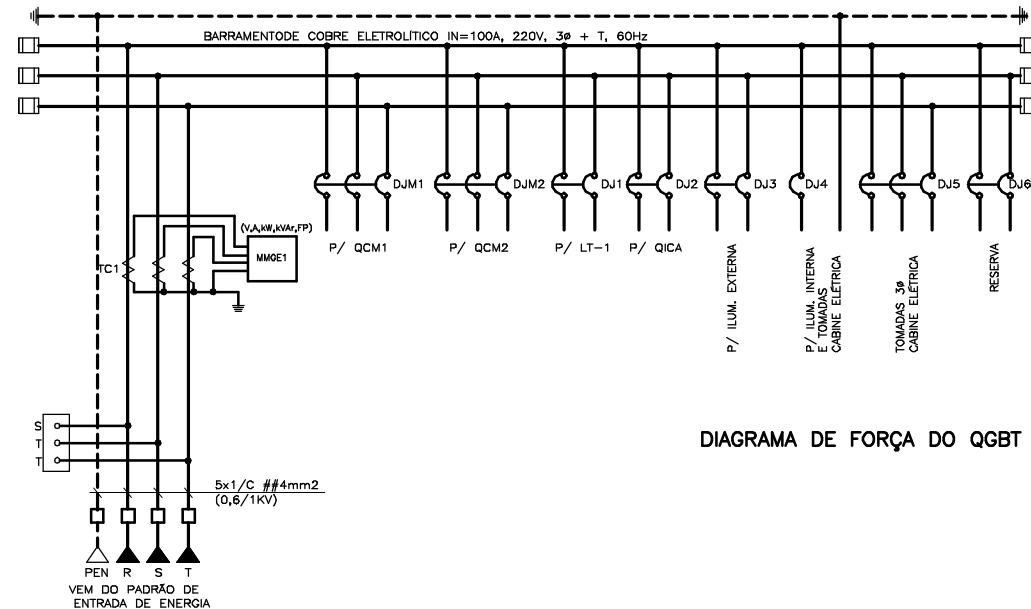 BARRAMENTODE COBRE ELETROLÍTICO IN=100A, 220V, 3ø + T, 60Hz
DJM1
DJM2
DJ1
DJ2
DJ3
DJ4
DJ5
DJ6
P/ QCM1
P/ QCM2
P/ LT-1
P/ QICA
P/ ILUM. EXTERNA
P/ ILUM. INTERNA
E TOMADAS
CABINE ELÉTRICA
TOMADAS 3ø
CABINE ELÉTRICA
RESERVA
(V,A,kW,kVAr,FP)
MMGE1
TC1
S
T
T
DIAGRAMA DE FORÇA DO QGBT
5x1/C ##4mm2
(0,6/1KV)
PEN R S T
VEM DO PADRÃO DE
ENTRADA DE ENERGIA